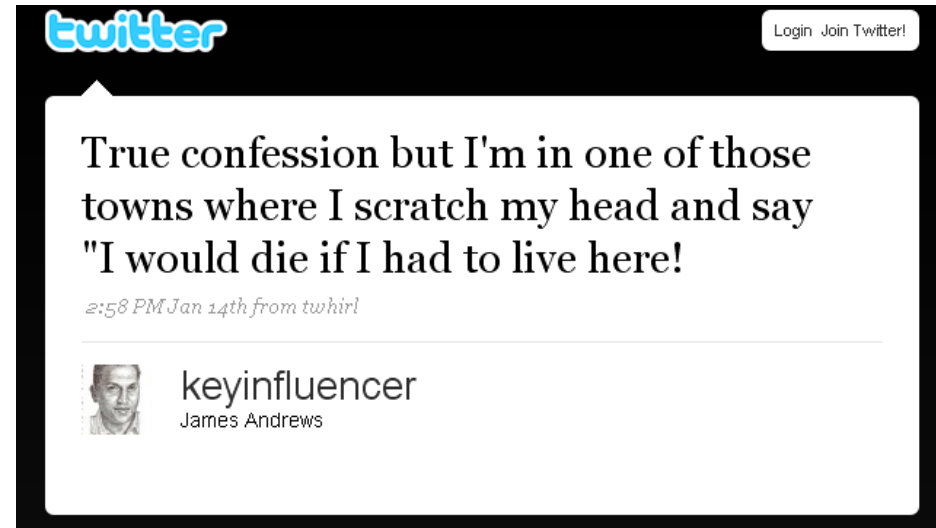 twitter
Login Join Twitter!
True confession but I'm in one of those
towns where I scratch my head and say
"I would die if I had to live here!
2:58 PM Jan 14th from twhirl
keyinfluencer
James Andrews